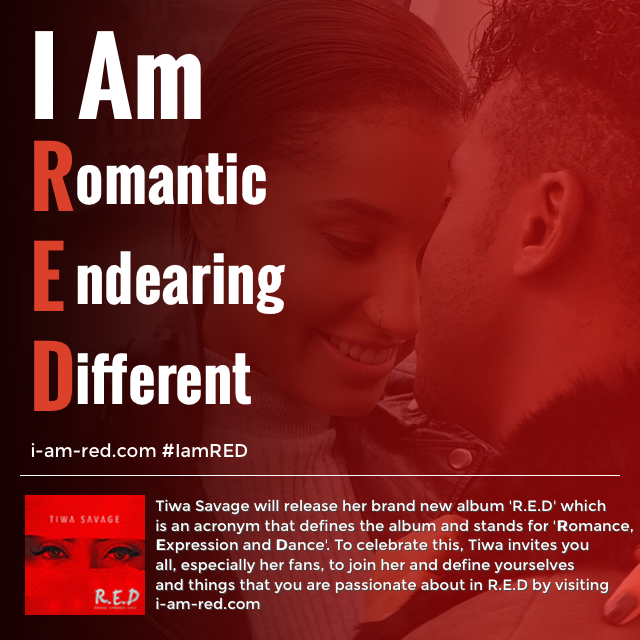 I Am
Romantic
Endearing
Different
i-am-red.com #IamRED
TIWA SAVAGE
R.E.D
Tiwa Savage will release her brand new album 'R.E.D' which
is an acronym that defines the album and stands for 'Romance,
Expression and Dance'. To celebrate this, Tiwa invites you
all, especially her fans, to join her and define yourselves
and things that you are passionate about in R.E.D by visiting
i-am-red.com